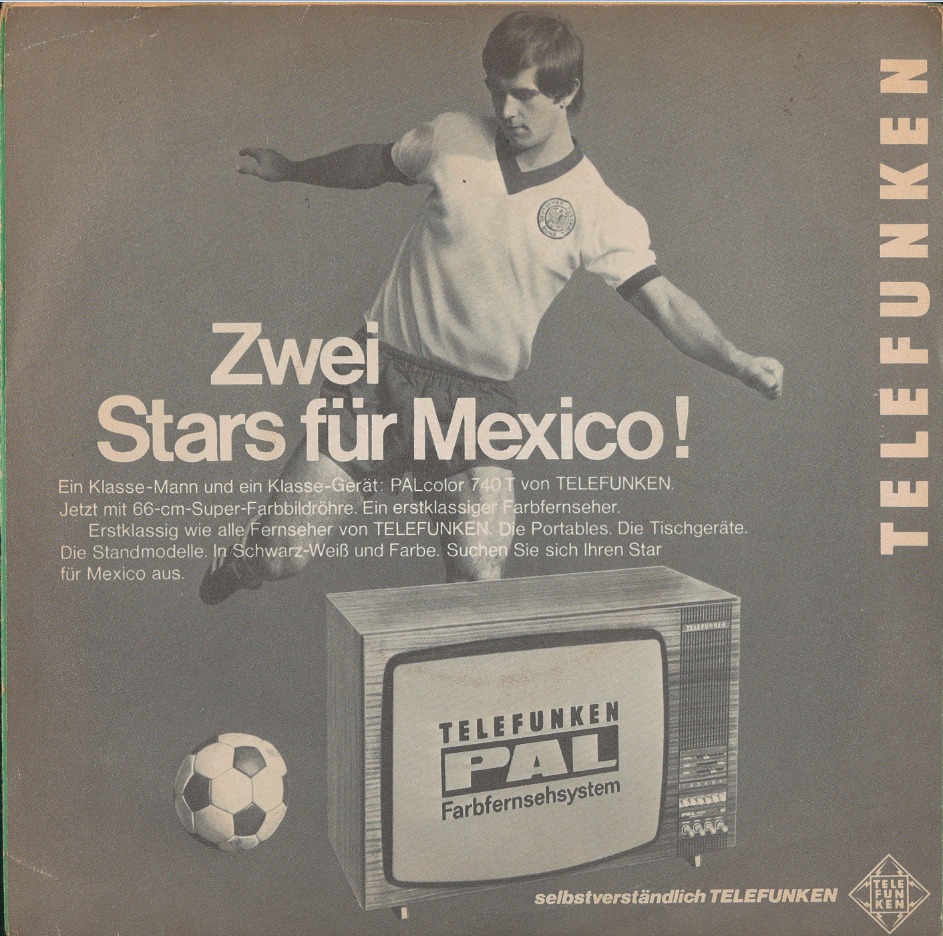 TELEFUNKEN
Zwei
Stars für Mexico!
Ein Klasse-Mann und ein Klasse-Gerät: PALcolor 740 T von TELEFUNKEN.
Jetzt mit 66-cm-Super-Farbbildröhre. Ein erstklassiger Farbfernseher.
Erstklassig wie alle Fernseher von TELEFUNKEN. Die Portables. Die Tischgeräte.
Die Standmodelle. In Schwarz-Weiß und Farbe. Suchen Sie sich Ihren Star
für Mexico aus.
TELEFUNKEN
TELEFUNKEN
PAL
Farbfernsehsystem
selbstverständlich TELEFUNKEN
TELE
FUN
KEN